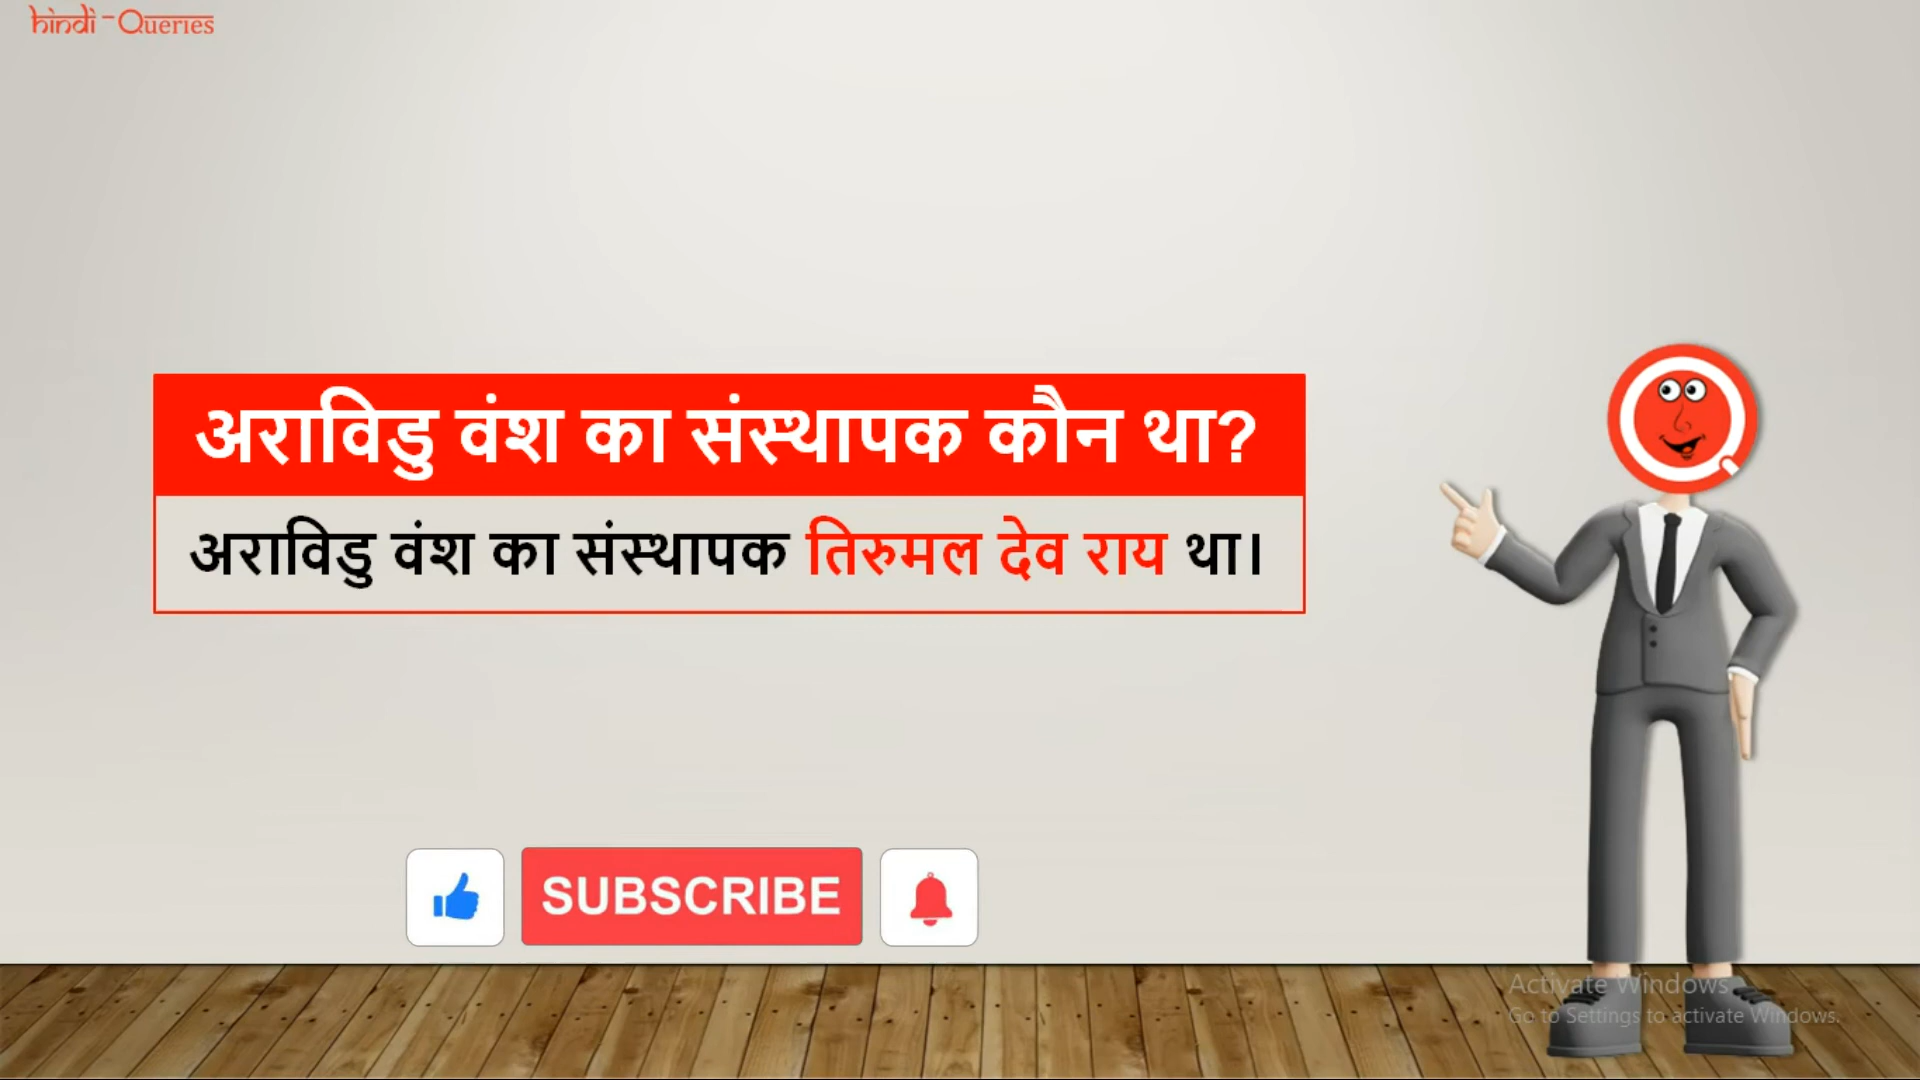 hindi-Queries
अराविडु वंश का संस्थापक कौन था?
अराविडु वंश का संस्थापक तिरुमल देव राय था।
SUBSCRIBE
Activate Windows
Go to Settings to activate Windows.